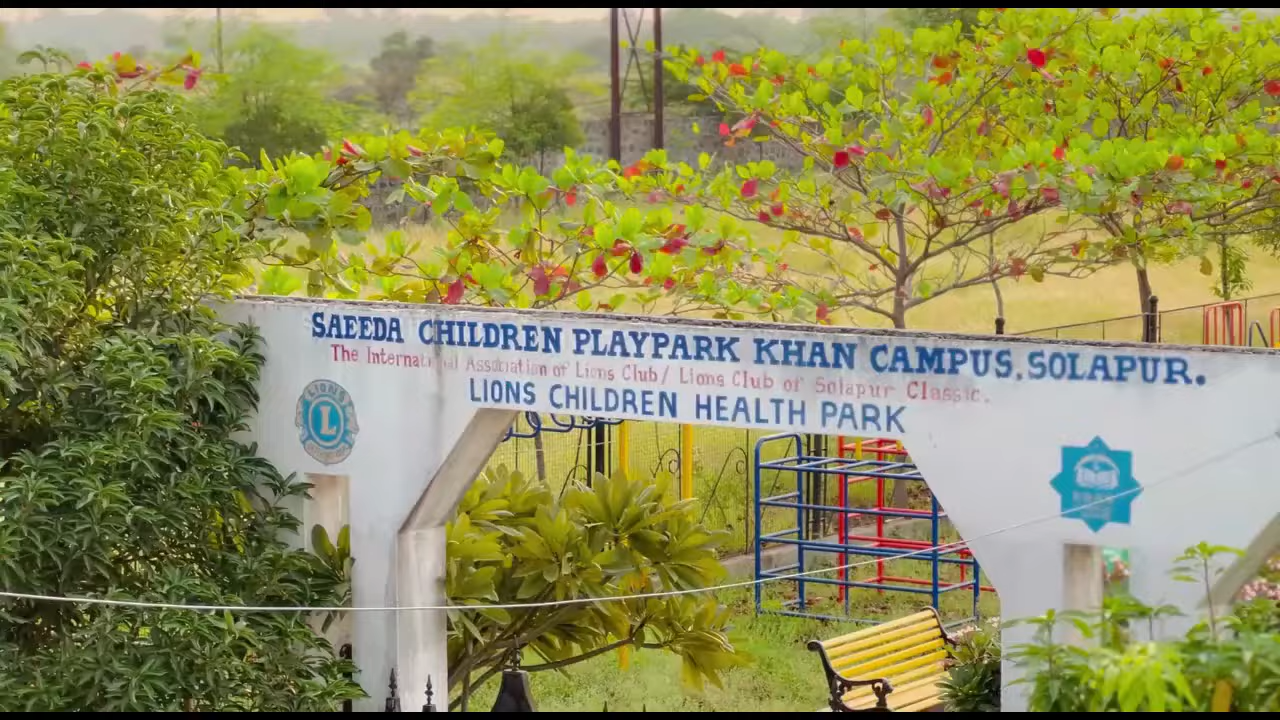 SAEEDA CHILDREN PLAYPARK KHAN CAMPUS. SOLAPUR.
The International Association of Lions Club/ Lions Club of Solapur Classic.
LIONS CHILDREN HEALTH PARK
LIONS
L